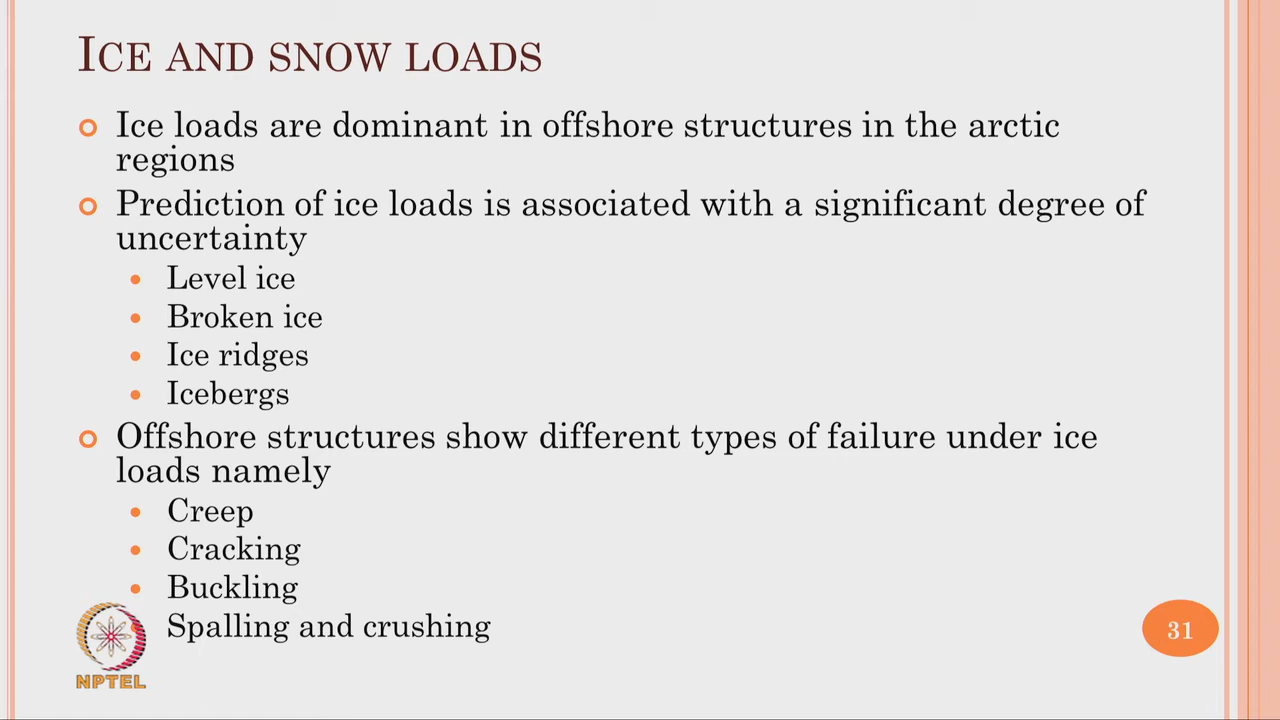 ICE AND SNOW LOADS
Ice loads are dominant in offshore structures in the arctic
regions
Prediction of ice loads is associated with a significant degree of
uncertainty
Level ice
Broken ice
Ice ridges
Icebergs
Offshore structures show different types of failure under ice
loads namely
Creep
Cracking
Buckling
Spalling and crushing
31
NPTEL